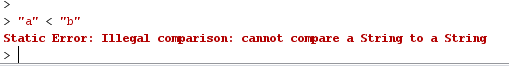 >
> "a" < "b"
Static Error: Illegal comparison: cannot compare a String to a String
>